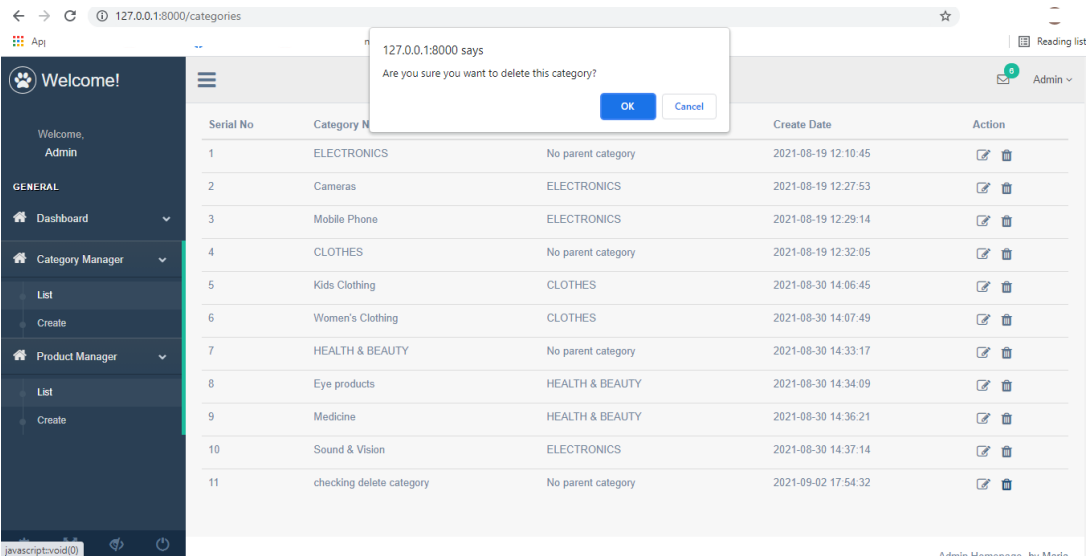 127.0.0.1:8000/categories
Reading list
127.0.0.1:8000 says
Are you sure you want to delete this category?
OK Cancel
Welcome!
6
Admin
Welcome,
Admin
GENERAL
Dashboard
Category Manager
List
Create
Product Manager
List
Create
Serial No Category N Create Date Action
1 ELECTRONICS No parent category 2021-08-19 12:10:45
2 Cameras ELECTRONICS 2021-08-19 12:27:53
3 Mobile Phone ELECTRONICS 2021-08-19 12:29:14
4 CLOTHES No parent category 2021-08-19 12:32:05
5 Kids Clothing CLOTHES 2021-08-30 14:06:45
6 Women's Clothing CLOTHES 2021-08-30 14:07:49
7 HEALTH & BEAUTY No parent category 2021-08-30 14:33:17
8 Eye products HEALTH & BEAUTY 2021-08-30 14:34:09
9 Medicine HEALTH & BEAUTY 2021-08-30 14:36:21
10 Sound & Vision ELECTRONICS 2021-08-30 14:37:14
11 checking delete category No parent category 2021-09-02 17:54:32
javascript:void(0)
Admin Homepage, by Maria